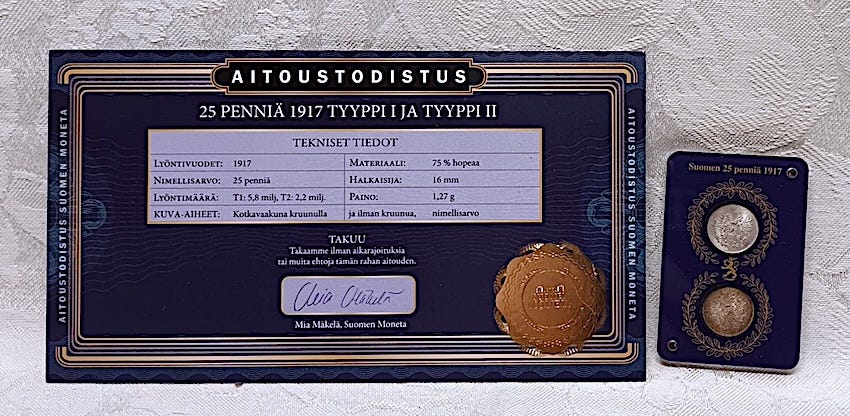 AITOUSTODISTUS
25 PENNIÄ 1917 TYYPPI I JA TYYPPI II
TEKNISET TIEDOT
LYÖNTIVUODET: 1917 MATERIAALI: 75 % hopeaa
NIMELLISARVO: 25 penniä HALKAISIJA: 16 mm
LYÖNTIMÄÄRÄ: T1: 5,8 milj, T2: 2,2 milj. PAINO: 1,27 g
KUVA-AIHEET: Kotkavaakuna kruunulla ja ilman kruunua, nimellisarvo
TAKUU
Takaamme ilman aikarajoituksia
tai muita ehtoja tämän rahan aitouden.
Mia Mäkelä
Mia Mäkelä, Suomen Moneta
AITOUSTODISTUS SUOMEN MONETA
AITOUSTODISTUS SUOMEN MONETA
Suomen 25 penniä 1917